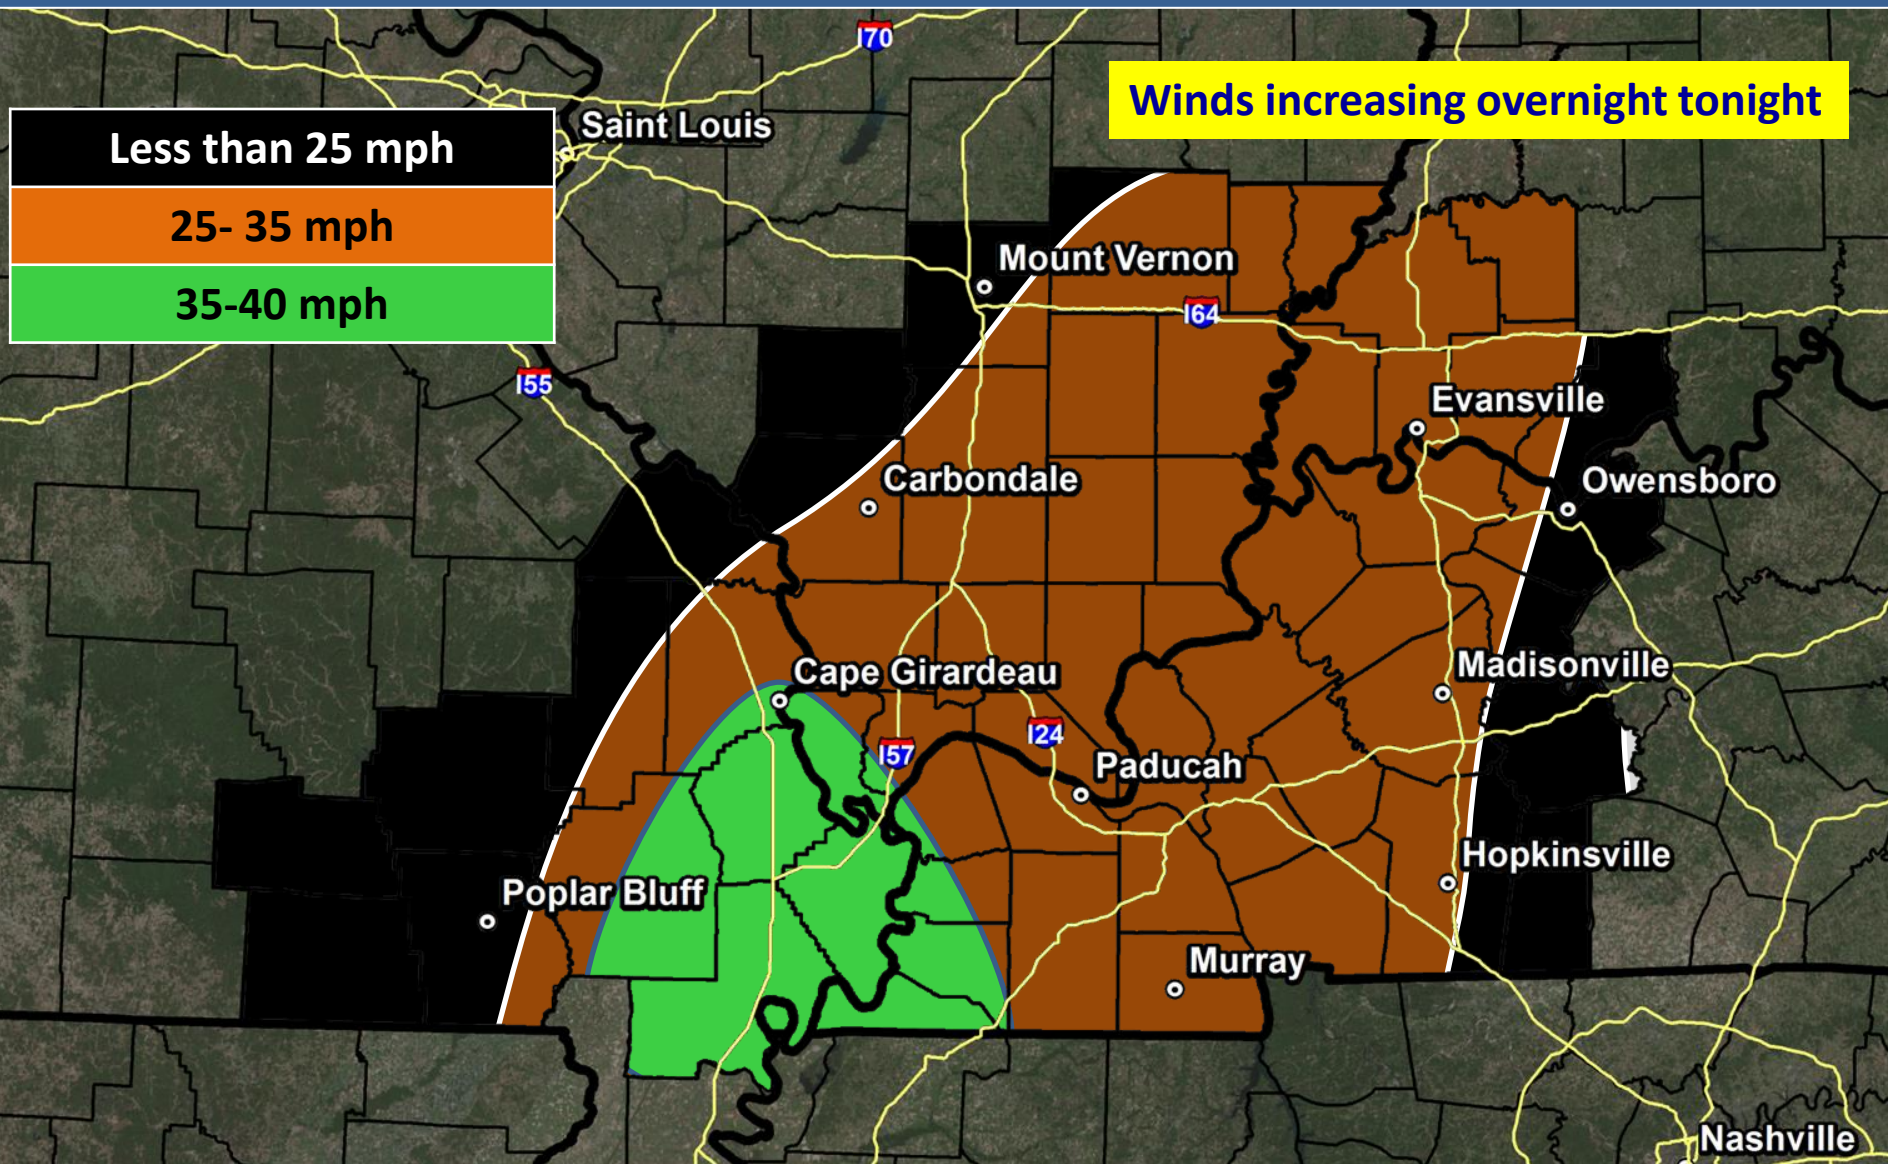 I70
Winds increasing overnight tonight
Saint Louis
Less than 25 mph
25- 35 mph
35-40 mph
Mount Vernon
I64
I55
Evansville
Carbondale
Owensboro
Cape Girardeau
Madisonville
I57
I24
Paducah
Hopkinsville
Poplar Bluff
Murray
Nashville